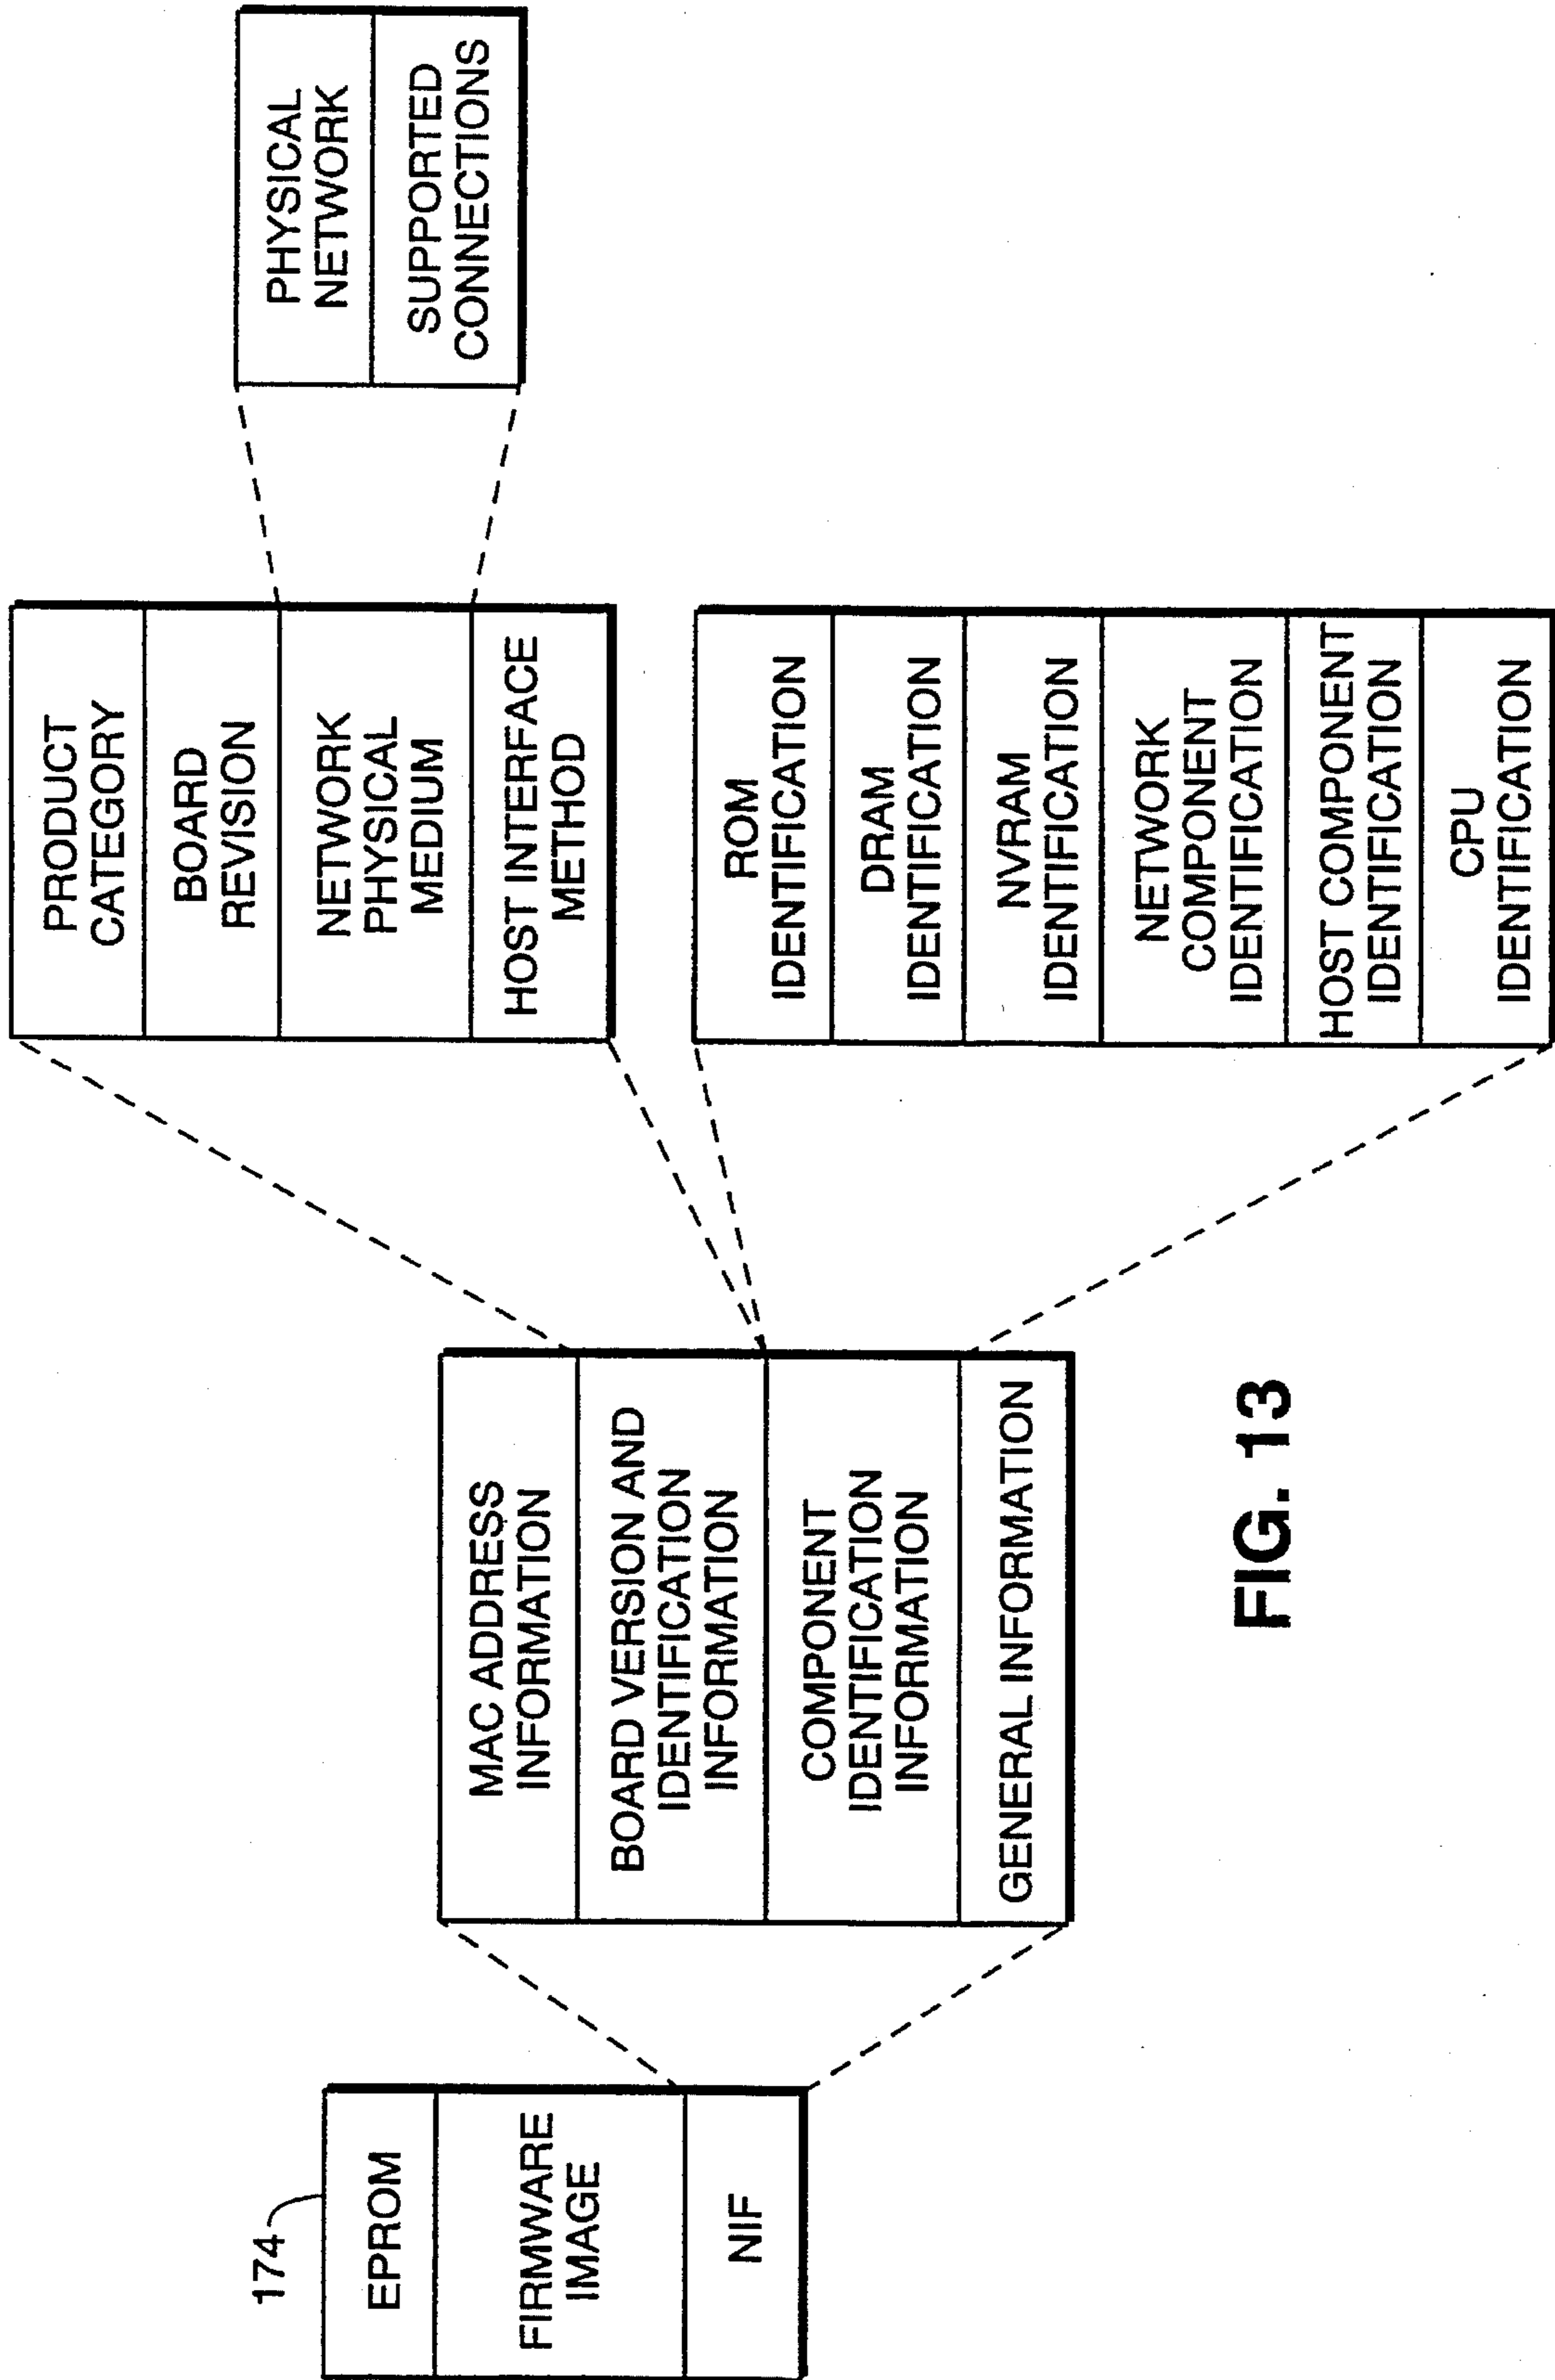 174
EPROM
FIRMWARE
IMAGE
NIF
MAC ADDRESS
INFORMATION
BOARD VERSION AND
IDENTIFICATION
INFORMATION
COMPONENT
IDENTIFICATION
INFORMATION
GENERAL INFORMATION
PRODUCT
CATEGORY
BOARD
REVISION
NETWORK
PHYSICAL
MEDIUM
HOST INTERFACE
METHOD
ROM
IDENTIFICATION
DRAM
IDENTIFICATION
NVRAM
IDENTIFICATION
NETWORK
COMPONENT
IDENTIFICATION
HOST COMPONENT
IDENTIFICATION
CPU
IDENTIFICATION
PHYSICAL
NETWORK
SUPPORTED
CONNECTIONS
FIG. 13